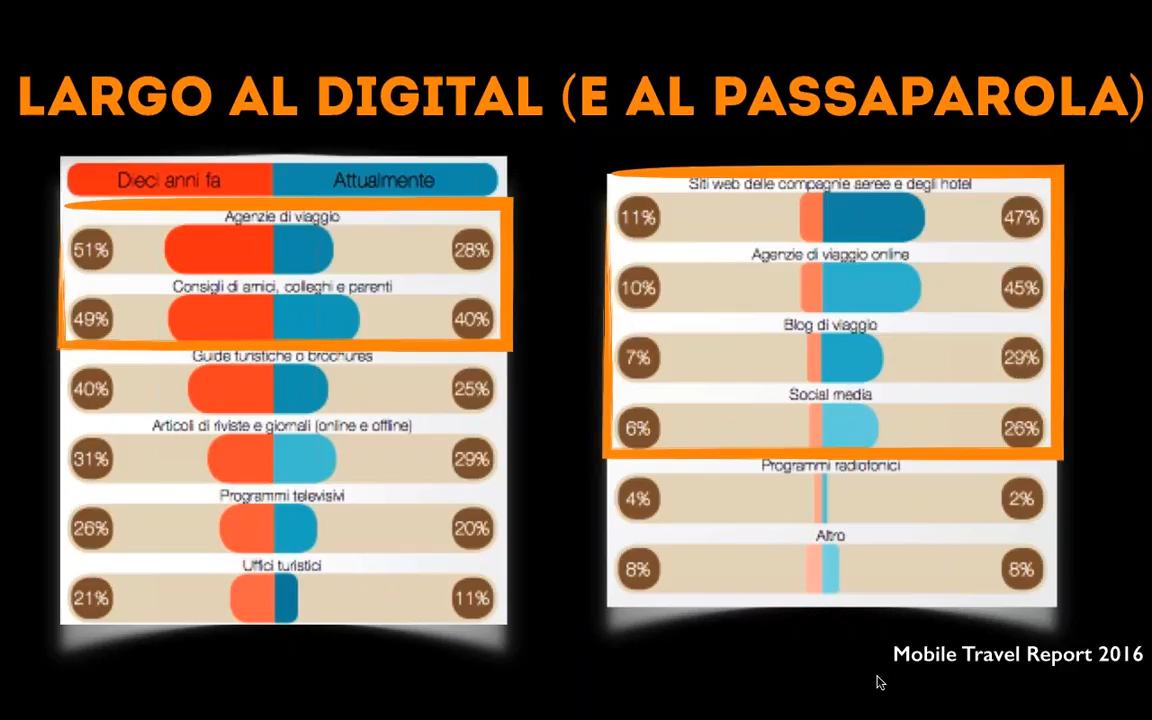 LARGO AL DIGITAL (E AL PASSAPAROLA)
Dieci anni fa Attualmente
Agenzie di viaggio
51% 28%
Consigli di amici, colleghi e parenti
49% 40%
Guide turistiche o brochures
40% 25%
Articoli di riviste e giornali (online e offline)
31% 29%
Programmi televisivi
26% 20%
Uffici turistici
21% 11%
Siti web delle compagnie aeree e degli hotel
11% 47%
Agenzie di viaggio online
10% 45%
Blog di viaggio
7% 29%
Social media
6% 26%
Programmi radiofonici
4% 2%
Altro
8% 8%
Mobile Travel Report 2016